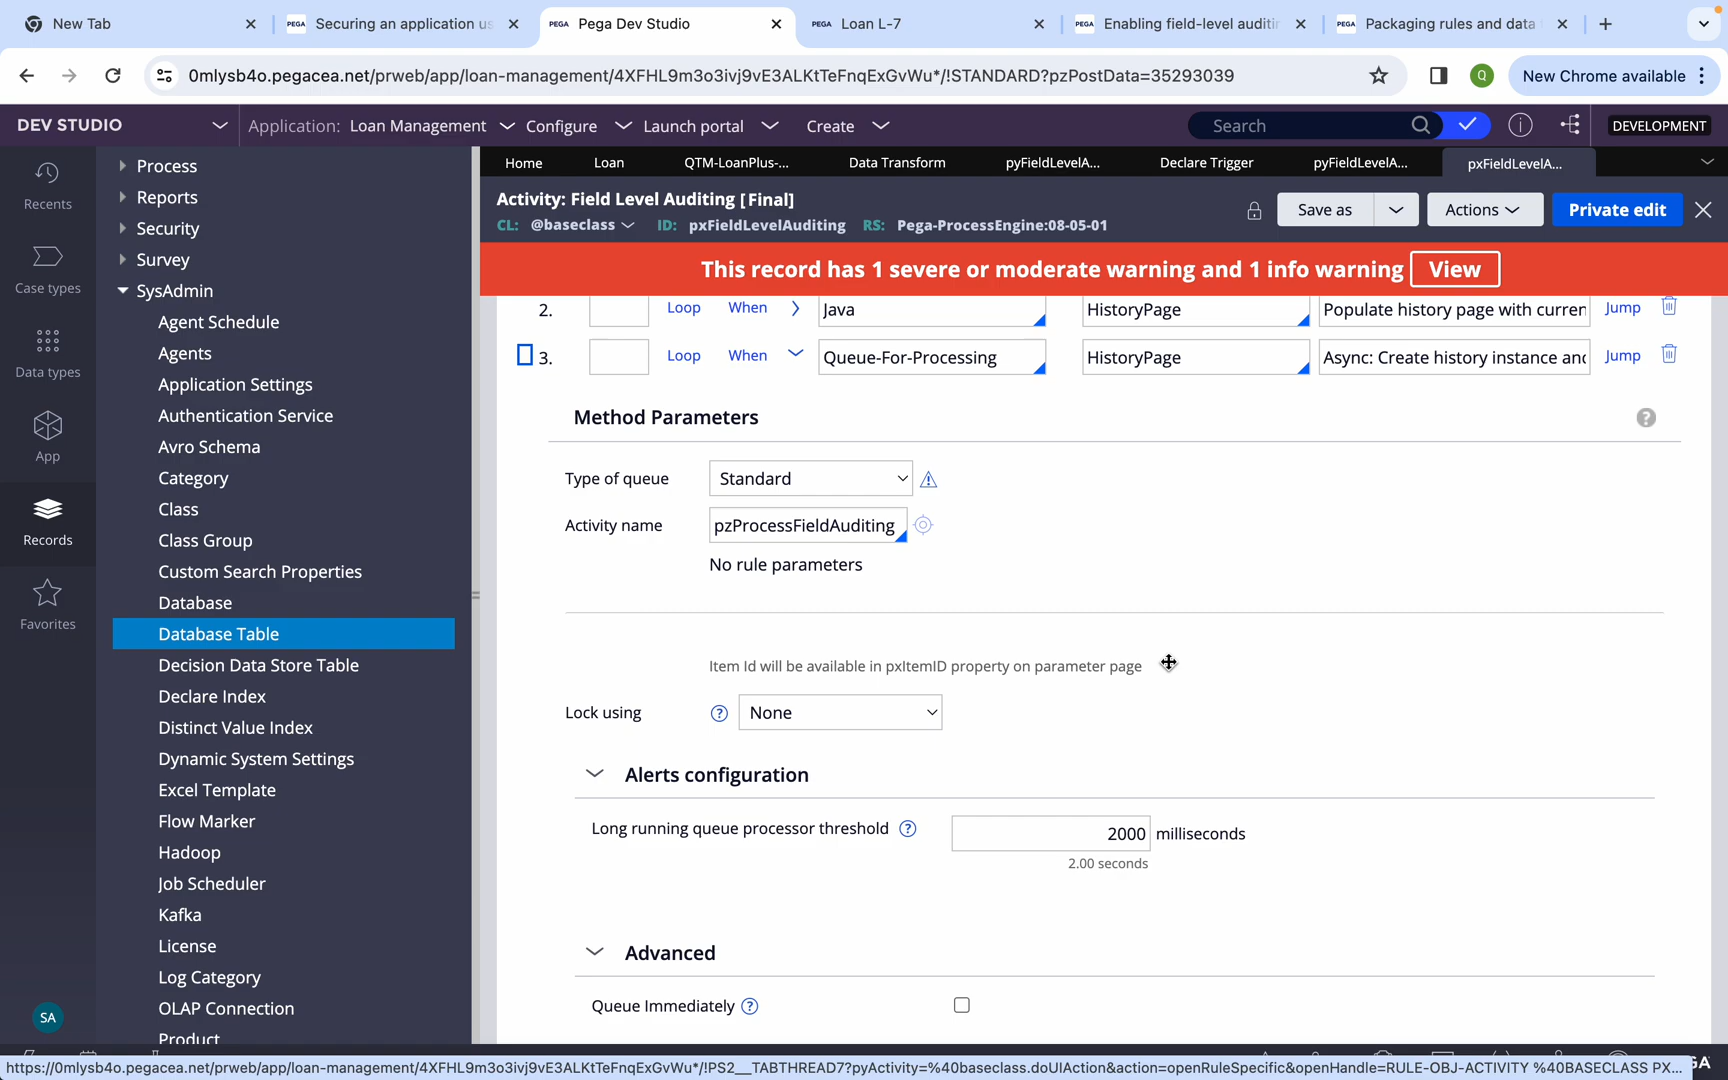 New Tab
PEGA Securing an application us
PEGA Pega Dev Studio
PEGA Loan L-7
PEGA Enabling field-level auditin
PEGA Packaging rules and data
0mlysb4o.pegacea.net/prweb/app/loan-management/4XFHL9m3o3ivj9vE3ALKtTeFnqExGvWu*/!STANDARD?pzPostData=35293039
Q
New Chrome available
DEV STUDIO
Application: Loan Management
Configure
Launch portal
Create
Search
DEVELOPMENT
Recents
Case types
Data types
App
Records
Favorites
SA
Process
Reports
Security
Survey
SysAdmin
Agent Schedule
Agents
Application Settings
Authentication Service
Avro Schema
Category
Class
Class Group
Custom Search Properties
Database
Database Table
Decision Data Store Table
Declare Index
Distinct Value Index
Dynamic System Settings
Excel Template
Flow Marker
Hadoop
Job Scheduler
Kafka
License
Log Category
OLAP Connection
Product
Home
Loan
QTM-LoanPlus-...
Data Transform
pyFieldLevelA...
Declare Trigger
pyFieldLevelA...
pxFieldLevelA...
Activity: Field Level Auditing [Final]
CL: @baseclass ID: pxFieldLevelAuditing RS: Pega-ProcessEngine:08-05-01
Save as
Actions
Private edit
This record has 1 severe or moderate warning and 1 info warning View
2. Loop When Java HistoryPage Populate history page with curren Jump
3. Loop When Queue-For-Processing HistoryPage Async: Create history instance and Jump
Method Parameters
Type of queue Standard
Activity name pzProcessFieldAuditing
No rule parameters
Item Id will be available in pxItemID property on parameter page
Lock using None
Alerts configuration
Long running queue processor threshold 2000 milliseconds
2.00 seconds
Advanced
Queue Immediately
https://0mlysb4o.pegacea.net/prweb/app/loan-management/4XFHL9m3o3ivj9vE3ALKtTeFnqExGvWu*/!PS2__TABTHREAD7?pyActivity=%40baseclass.doUIAction&action=openRuleSpecific&openHandle=RULE-OBJ-ACTIVITY %40BASECLASS PX...